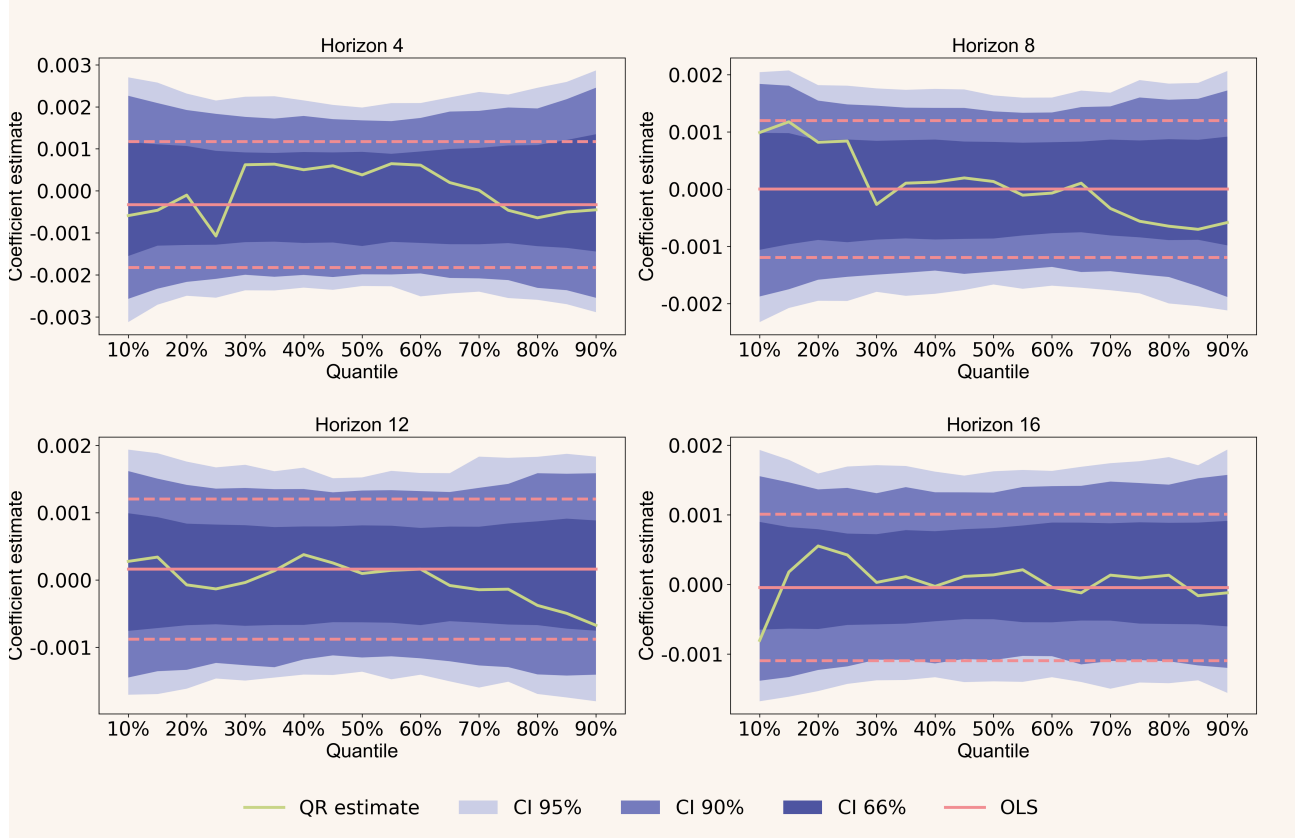 Horizon 4
Coefficient estimate
0.003
0.002
0.001
0.000
-0.001
-0.002
-0.003
10% 20% 30% 40% 50% 60% 70% 80% 90%
Quantile
Horizon 8
Coefficient estimate
0.002
0.001
0.000
-0.001
-0.002
10% 20% 30% 40% 50% 60% 70% 80% 90%
Quantile
Horizon 12
Coefficient estimate
0.002
0.001
0.000
-0.001
10% 20% 30% 40% 50% 60% 70% 80% 90%
Quantile
Horizon 16
Coefficient estimate
0.002
0.001
0.000
-0.001
10% 20% 30% 40% 50% 60% 70% 80% 90%
Quantile
QR estimate CI 95% CI 90% CI 66% OLS